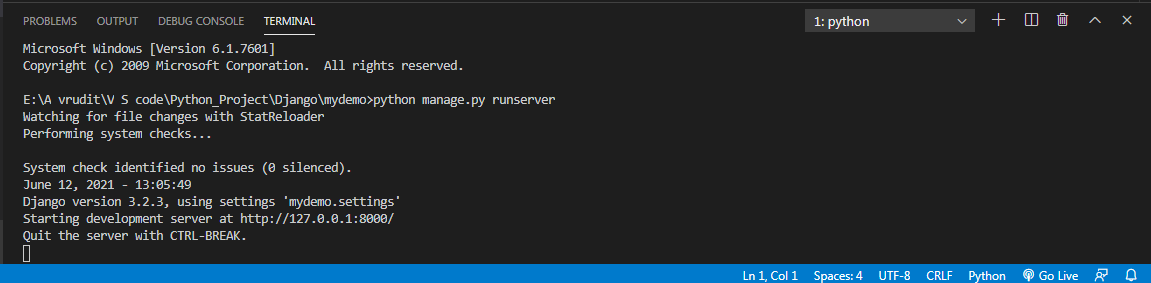 PROBLEMS OUTPUT DEBUG CONSOLE TERMINAL 1: python
Microsoft Windows [Version 6.1.7601]
Copyright (c) 2009 Microsoft Corporation.  All rights reserved.
E:\A vrudit\V S code\Python_Project\Django\mydemo>python manage.py runserver
Watching for file changes with StatReloader
Performing system checks...
System check identified no issues (0 silenced).
June 12, 2021 - 13:05:49
Django version 3.2.3, using settings 'mydemo.settings'
Starting development server at http://127.0.0.1:8000/
Quit the server with CTRL-BREAK.
Ln 1, Col 1 Spaces: 4 UTF-8 CRLF Python Go Live